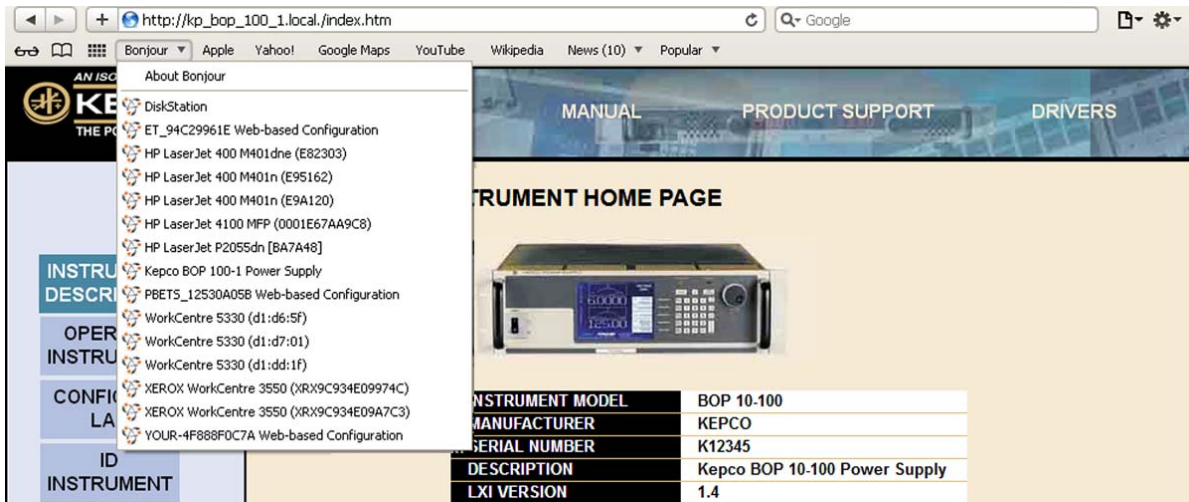 http://kp_bop_100_1.local./index.htm
Google
Bonjour Apple Yahoo! Google Maps YouTube Wikipedia News (10) Popular
AN ISO
KE
THE PO
MANUAL PRODUCT SUPPORT DRIVERS
About Bonjour
DiskStation
ET_94C29961E Web-based Configuration
HP LaserJet 400 M401dne (E82303)
HP LaserJet 400 M401n (E95162)
HP LaserJet 400 M401n (E9A120)
HP LaserJet 4100 MFP (0001E67AA9C8)
HP LaserJet P2055dn [BA7A48]
Kepco BOP 100-1 Power Supply
PBETS_12530A05B Web-based Configuration
WorkCentre 5330 (d1:d6:5f)
WorkCentre 5330 (d1:d7:01)
WorkCentre 5330 (d1:dd:1f)
XEROX WorkCentre 3550 (XRX9C934E09974C)
XEROX WorkCentre 3550 (XRX9C934E09A7C3)
YOUR-4F888F0C7A Web-based Configuration
INSTRU
DESCRI
OPER
INSTRU
CONFI
LA
ID
INSTRUMENT
TRUMENT HOME PAGE
NSTRUMENT MODEL BOP 10-100
MANUFACTURER KEPCO
SERIAL NUMBER K12345
DESCRIPTION Kepco BOP 10-100 Power Supply
LXI VERSION 1.4